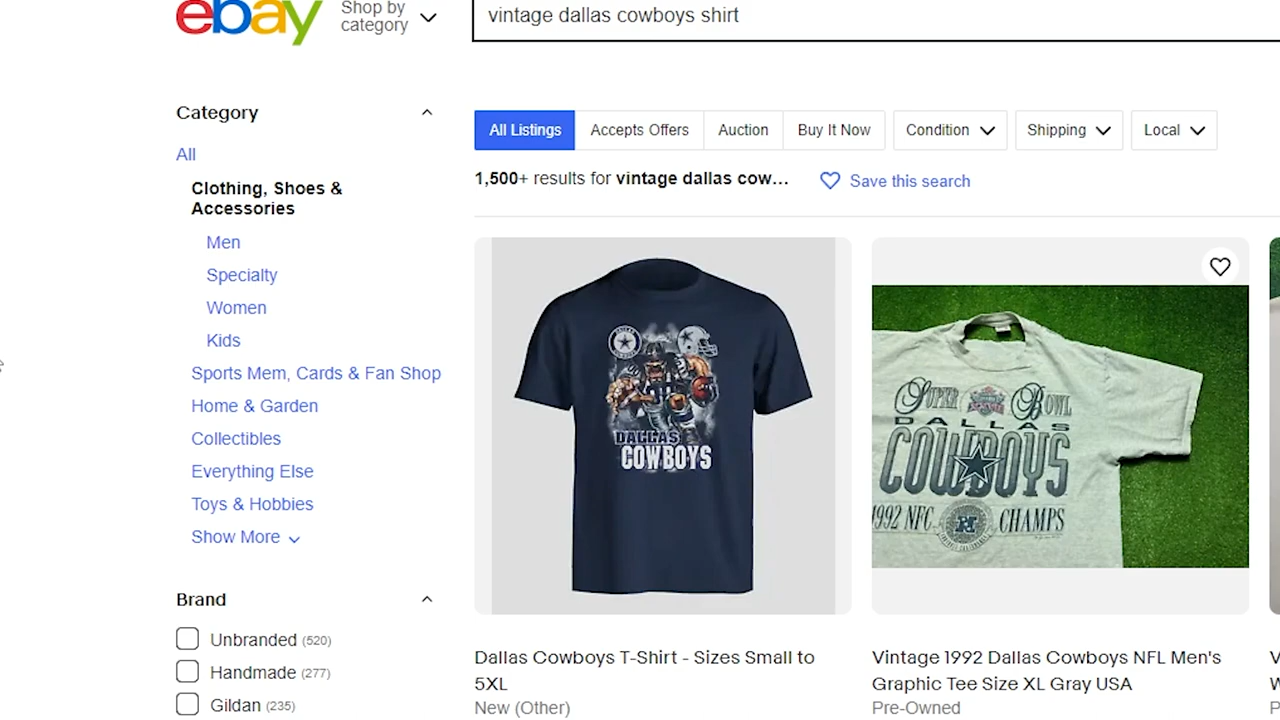 ebay
Shop by
category
vintage dallas cowboys shirt
Category
All
Clothing, Shoes &
Accessories
Men
Specialty
Women
Kids
Sports Mem, Cards & Fan Shop
Home & Garden
Collectibles
Everything Else
Toys & Hobbies
Show More
Brand
Unbranded (520)
Handmade (277)
Gildan (235)
All Listings
Accepts Offers
Auction
Buy It Now
Condition
Shipping
Local
1,500+ results for vintage dallas cow...
Save this search
DALLAS
COWBOYS
Dallas Cowboys T-Shirt - Sizes Small to
5XL
New (Other)
SUPER BOWL
DALLAS
COWBOYS
1992 NFC CHAMPS
Vintage 1992 Dallas Cowboys NFL Men's
Graphic Tee Size XL Gray USA
Pre-Owned